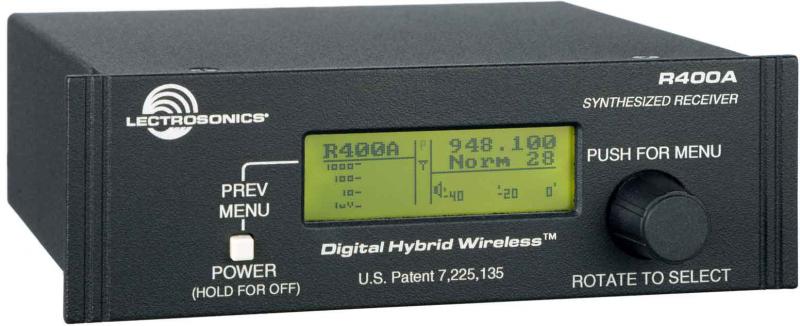 LECTROSONICS®
R400A
SYNTHESIZED RECEIVER
R400A
P 948.100
Norm 28
1000-
100-
10-
1uV-
-40 -20 0
PUSH FOR MENU
PREV
MENU
POWER
(HOLD FOR OFF)
Digital Hybrid Wireless™
U.S. Patent 7,225,135
ROTATE TO SELECT